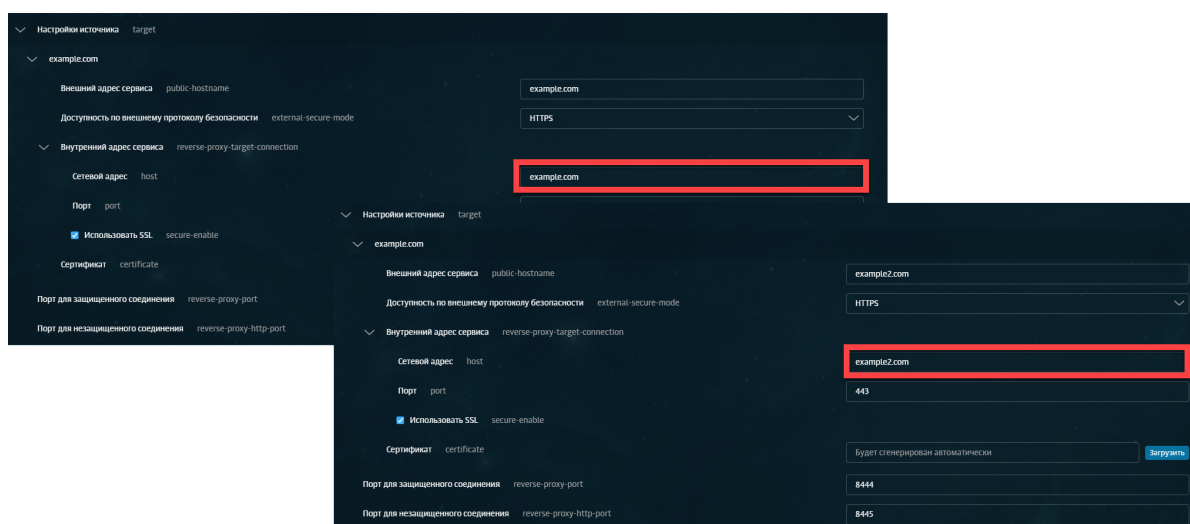 Настройки источника target
example.com
Внешний адрес сервиса public-hostname example.com
Доступность по внешнему протоколу безопасности external-secure-mode HTTPS
Внутренний адрес сервиса reverse-proxy-target-connection
Сетевой адрес host example.com
Порт port
Использовать SSL secure-enable
Сертификат certificate
Порт для защищенного соединения reverse-proxy-port
Порт для незащищенного соединения reverse-proxy-http-port
Настройки источника target
example.com
Внешний адрес сервиса public-hostname example2.com
Доступность по внешнему протоколу безопасности external-secure-mode HTTPS
Внутренний адрес сервиса reverse-proxy-target-connection
Сетевой адрес host example2.com
Порт port 443
Использовать SSL secure-enable
Сертификат certificate Будет сгенерирован автоматически Загрузить
Порт для защищенного соединения reverse-proxy-port 8444
Порт для незащищенного соединения reverse-proxy-http-port 8445